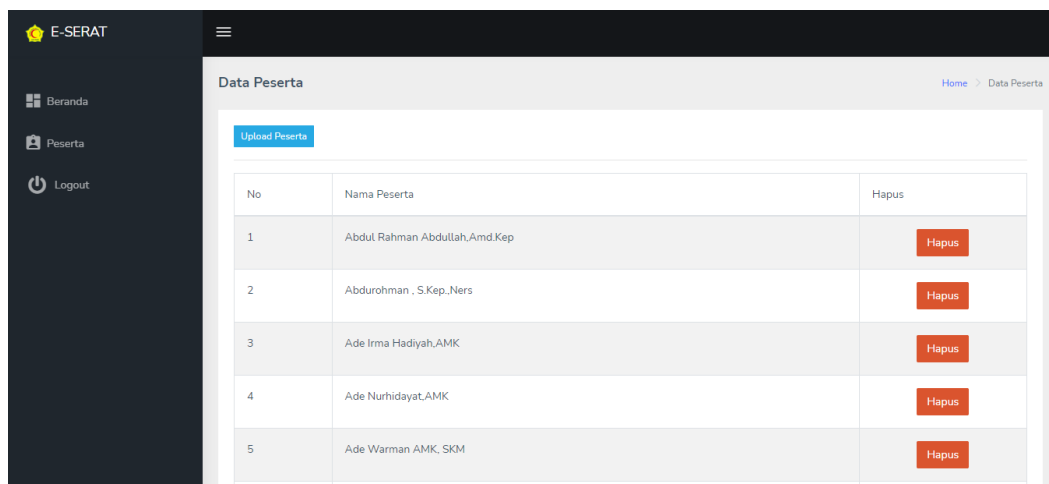 E-SERAT
Beranda
Peserta
Logout
Data Peserta
Home > Data Peserta
Upload Peserta
No Nama Peserta Hapus
1 Abdul Rahman Abdullah,Amd.Kep Hapus
2 Abdurohman , S.Kep.,Ners Hapus
3 Ade Irma Hadiyah,AMK Hapus
4 Ade Nurhidayat,AMK Hapus
5 Ade Warman AMK, SKM Hapus